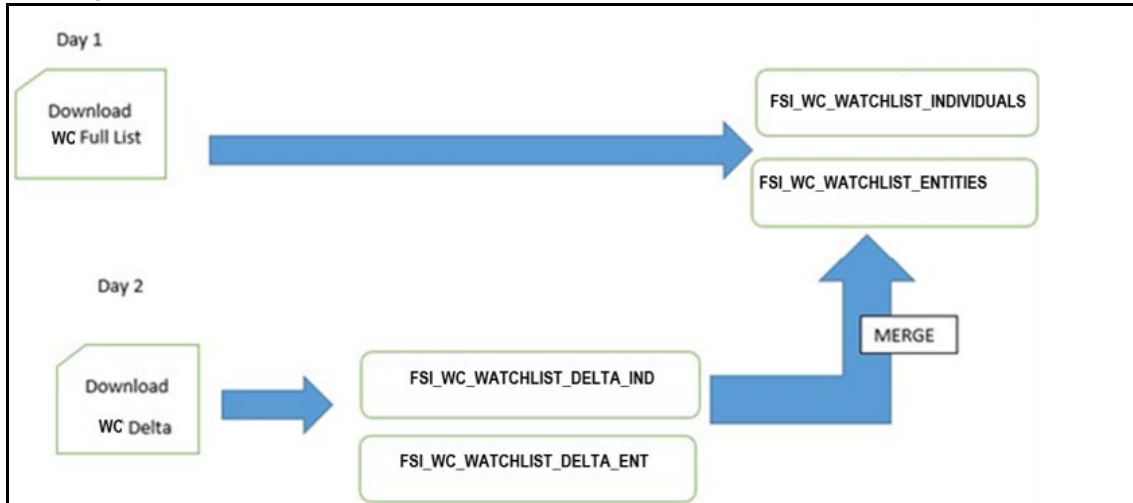 Day 1
Download
WC Full List
FSI_WC_WATCHLIST_INDIVIDUALS
FSI_WC_WATCHLIST_ENTITIES
Day 2
MERGE
Download
WC Delta
FSI_WC_WATCHLIST_DELTA_IND
FSI_WC_WATCHLIST_DELTA_ENT